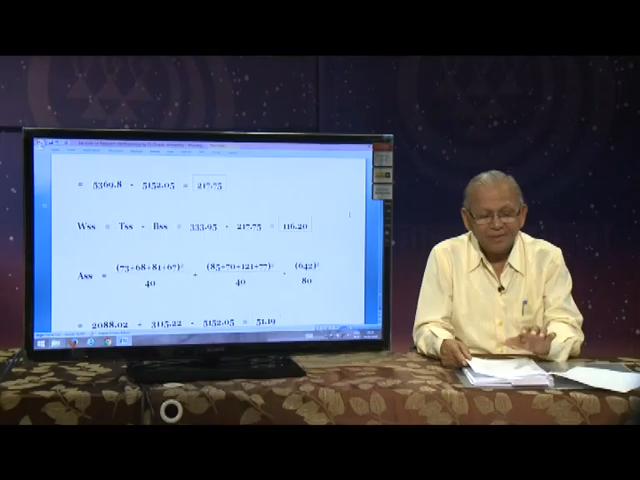 = 5369.8 - 5152.05 = 217.75
Wss = Tss - Bss = 333.95 - 217.75 = 116.20
Ass = (73+68+81+67)² / 40 + (85+70+121+77)² / 40 - (642)² / 80
= 2088.02 + 3115.22 - 5152.05 = 51.19